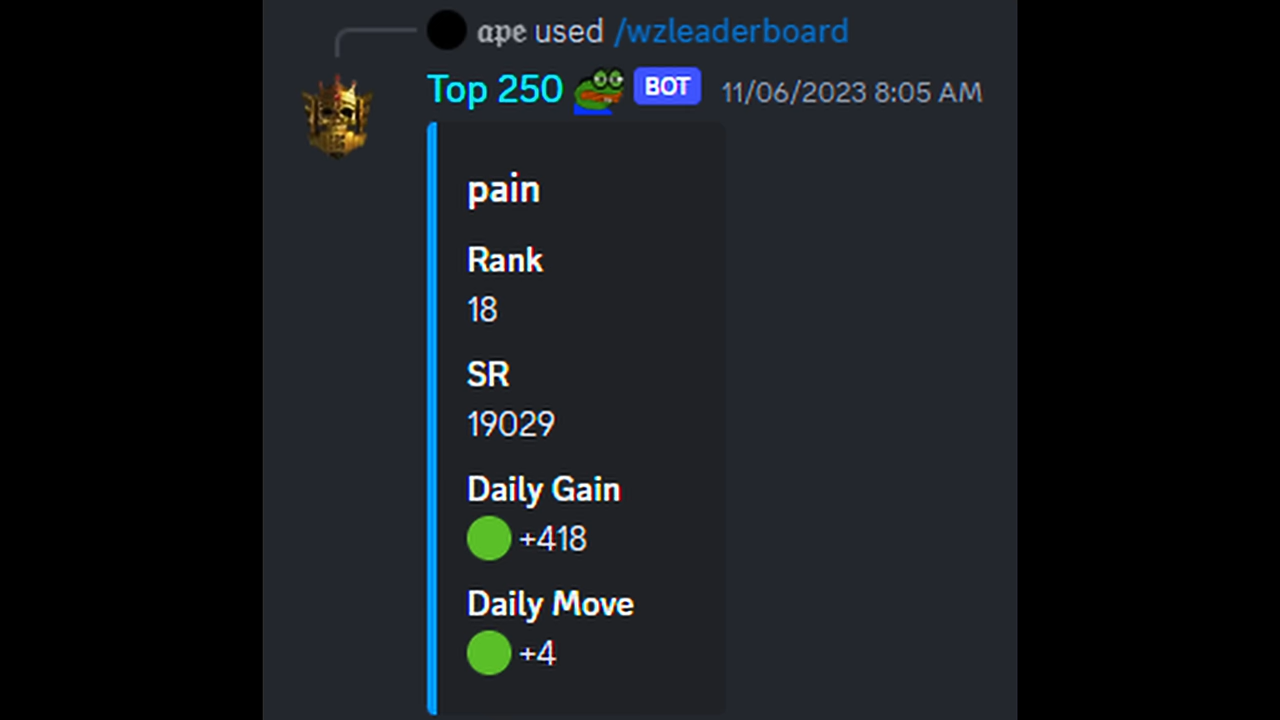 ape used /wzleaderboard
Top 250 BOT 11/06/2023 8:05 AM
pain
Rank
18
SR
19029
Daily Gain
+418
Daily Move
+4